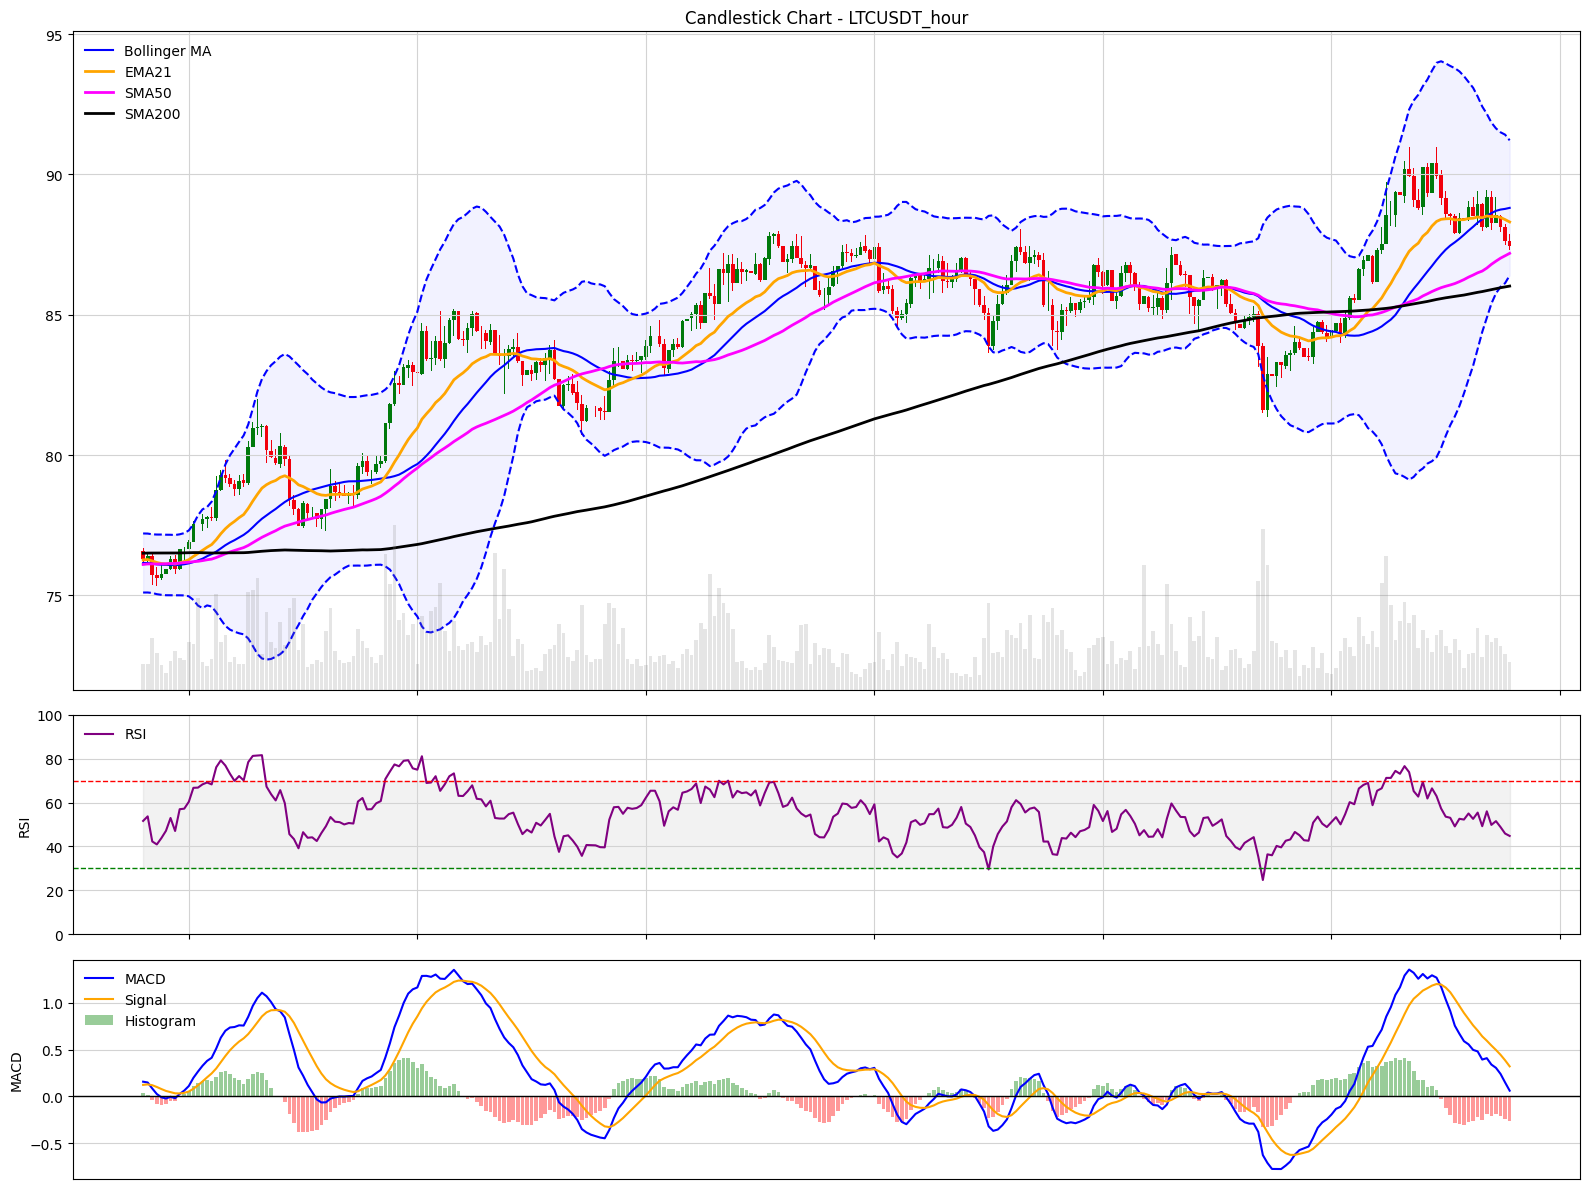 Candlestick Chart - LTCUSDT_hour
95
90
85
80
75
Bollinger MA
EMA21
SMA50
SMA200
100
80
60
40
20
0
RSI
RSI
1.0
0.5
0.0
−0.5
MACD
MACD
Signal
Histogram